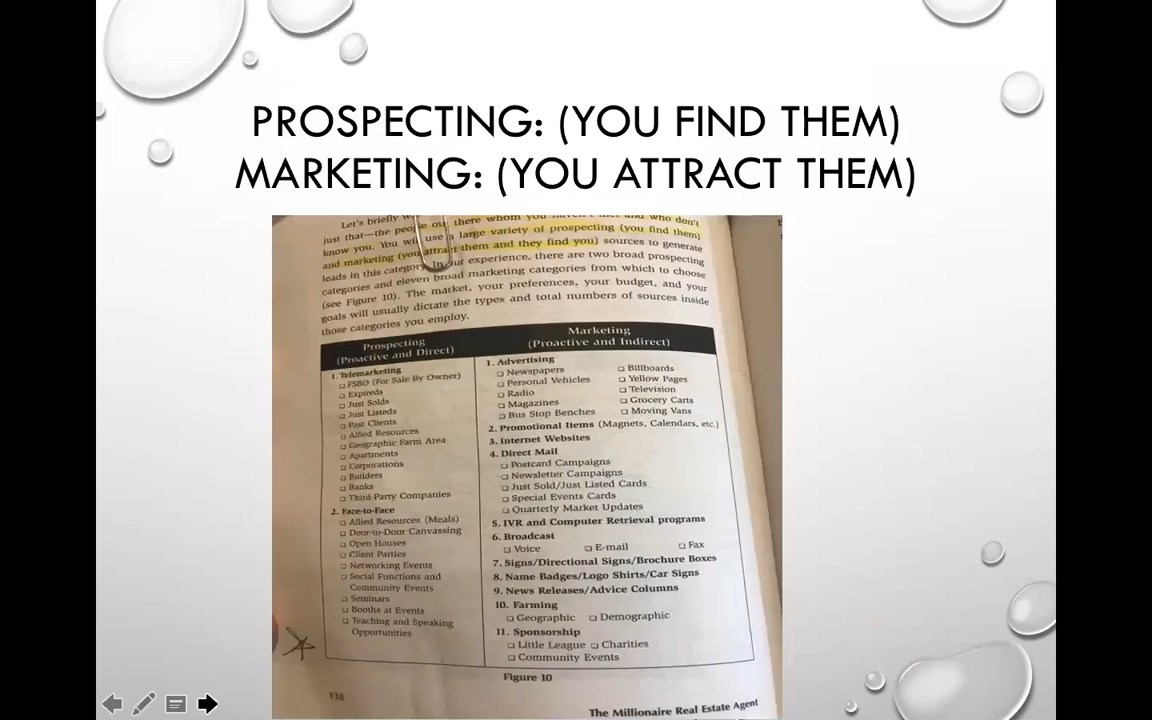 PROSPECTING: (YOU FIND THEM)
MARKETING: (YOU ATTRACT THEM)
Let's briefly
there whom you haven't met and who don't
just that—the people out
know you. You will use a large variety of prospecting (you find them)
and marketing (you attract them and they find you) sources to generate
leads in this category. In our experience, there are two broad prospecting
categories and eleven broad marketing categories from which to choose
(see Figure 10). The market, your preferences, your budget, and your
goals will usually dictate the types and total numbers of sources inside
those categories you employ.
Prospecting
(Proactive and Direct)
1. Telemarketing
FSBO (For Sale By Owner)
Expireds
Just Solds
Just Listeds
Past Clients
Allied Resources
Geographic Farm Area
Apartments
Corporations
Builders
Banks
Third-Party Companies
2. Face-to-Face
Allied Resources (Meals)
Door-to-Door Canvassing
Open Houses
Client Parties
Networking Events
Social Functions and
Community Events
Seminars
Booths at Events
Teaching and Speaking
Opportunities
Marketing
(Proactive and Indirect)
1. Advertising
Newspapers Billboards
Personal Vehicles Yellow Pages
Radio Television
Magazines Grocery Carts
Bus Stop Benches Moving Vans
2. Promotional Items (Magnets, Calendars, etc.)
3. Internet Websites
4. Direct Mail
Postcard Campaigns
Newsletter Campaigns
Just Sold/Just Listed Cards
Special Events Cards
Quarterly Market Updates
5. IVR and Computer Retrieval programs
6. Broadcast
Voice E-mail Fax
7. Signs/Directional Signs/Brochure Boxes
8. Name Badges/Logo Shirts/Car Signs
9. News Releases/Advice Columns
10. Farming
Geographic Demographic
11. Sponsorship
Little League Charities
Community Events
Figure 10
138
The Millionaire Real Estate Agent